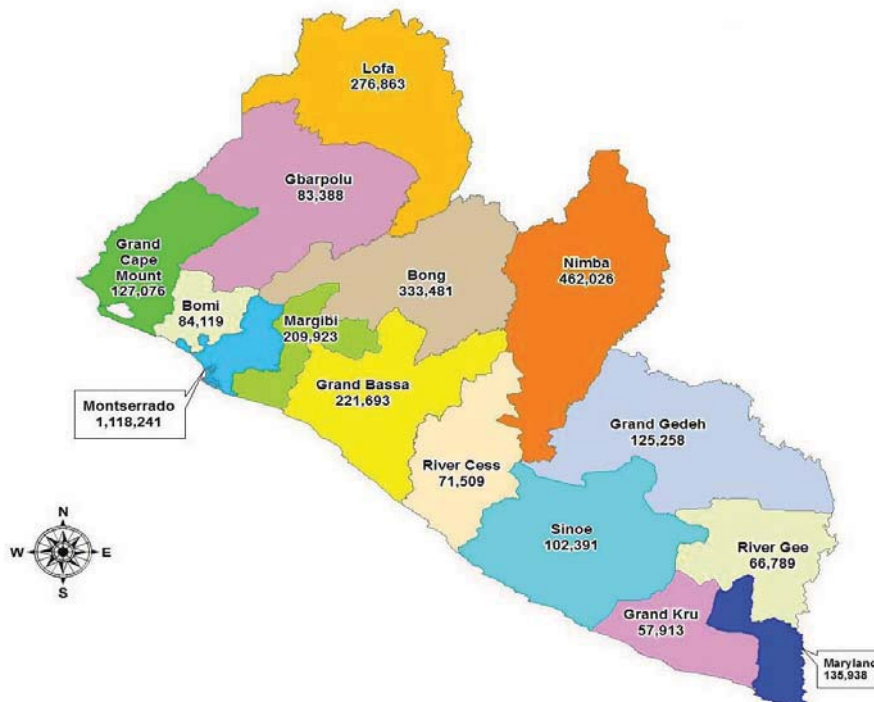 Lofa
276,863
Gbarpolu
83,388
Grand
Cape
Mount
127,076
Bomi
84,119
Montserrado
1,118,241
Margibi
209,923
Bong
333,481
Nimba
462,026
Grand Bassa
221,693
River Cess
71,509
Grand Gedeh
125,258
Sinoe
102,391
River Gee
66,789
Grand Kru
57,913
Maryland
135,938
N
W
E
S